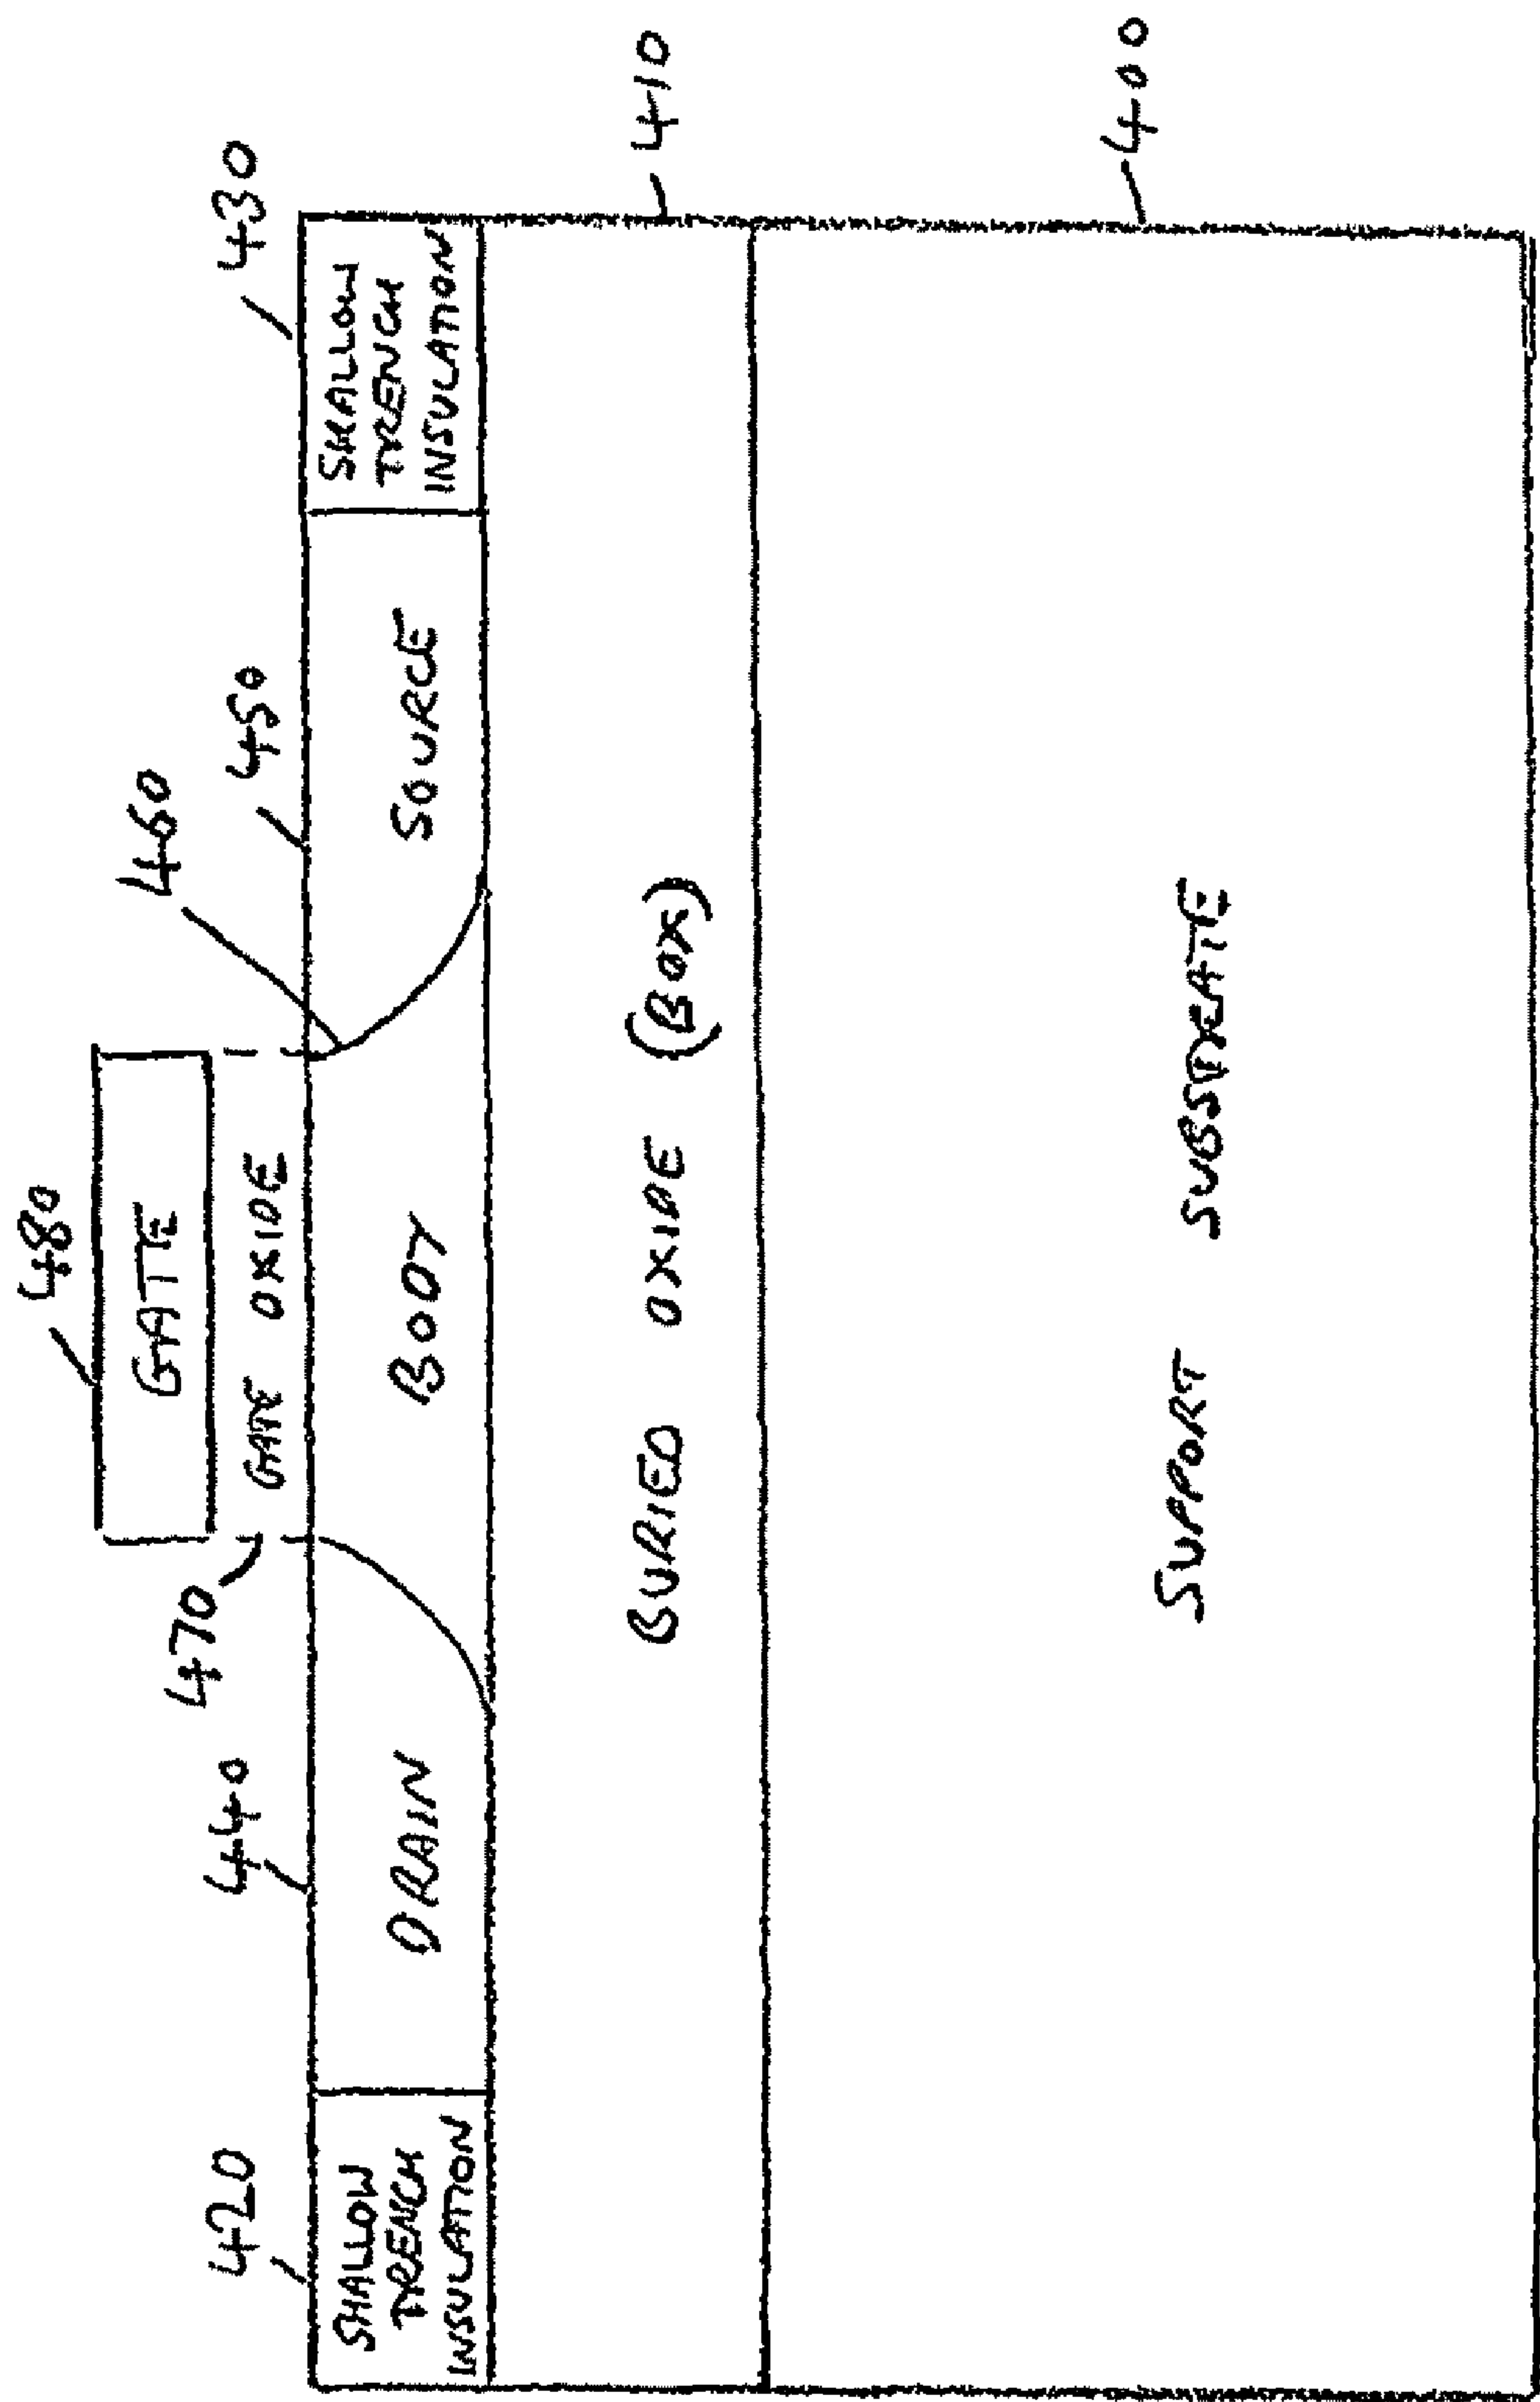 480
GATE
460
470
GATE OXIDE
420
440
450
430
SHALLOW
TRENCH
INSULATION
DRAIN
BODY
SOURCE
SHALLOW
TRENCH
INSULATION
BURIED OXIDE (BOX)
410
SUPPORT SUBSTRATE
400